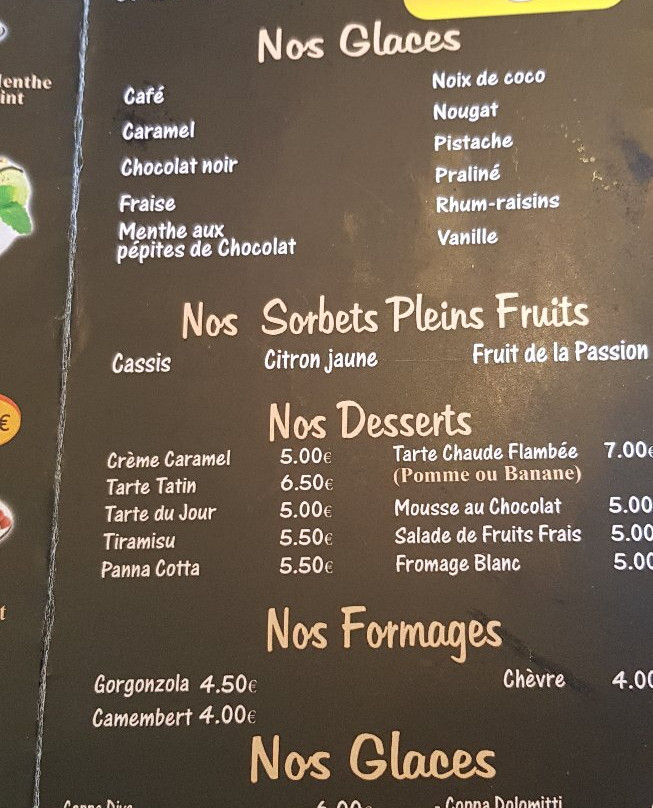 Nos Glaces
Café
Caramel
Chocolat noir
Fraise
Menthe aux
pépites de Chocolat
Noix de coco
Nougat
Pistache
Praliné
Rhum-raisins
Vanille
Nos Sorbets Pleins Fruits
Cassis Citron jaune Fruit de la Passion
Nos Desserts
Crème Caramel 5.00€
Tarte Tatin 6.50€
Tarte du Jour 5.00€
Tiramisu 5.50€
Panna Cotta 5.50€
Tarte Chaude Flambée 7.00€
(Pomme ou Banane)
Mousse au Chocolat 5.00
Salade de Fruits Frais 5.00
Fromage Blanc 5.00
Nos Formages
Gorgonzola 4.50€
Camembert 4.00€
Chèvre 4.00
Nos Glaces
- Coppa Dolomitti